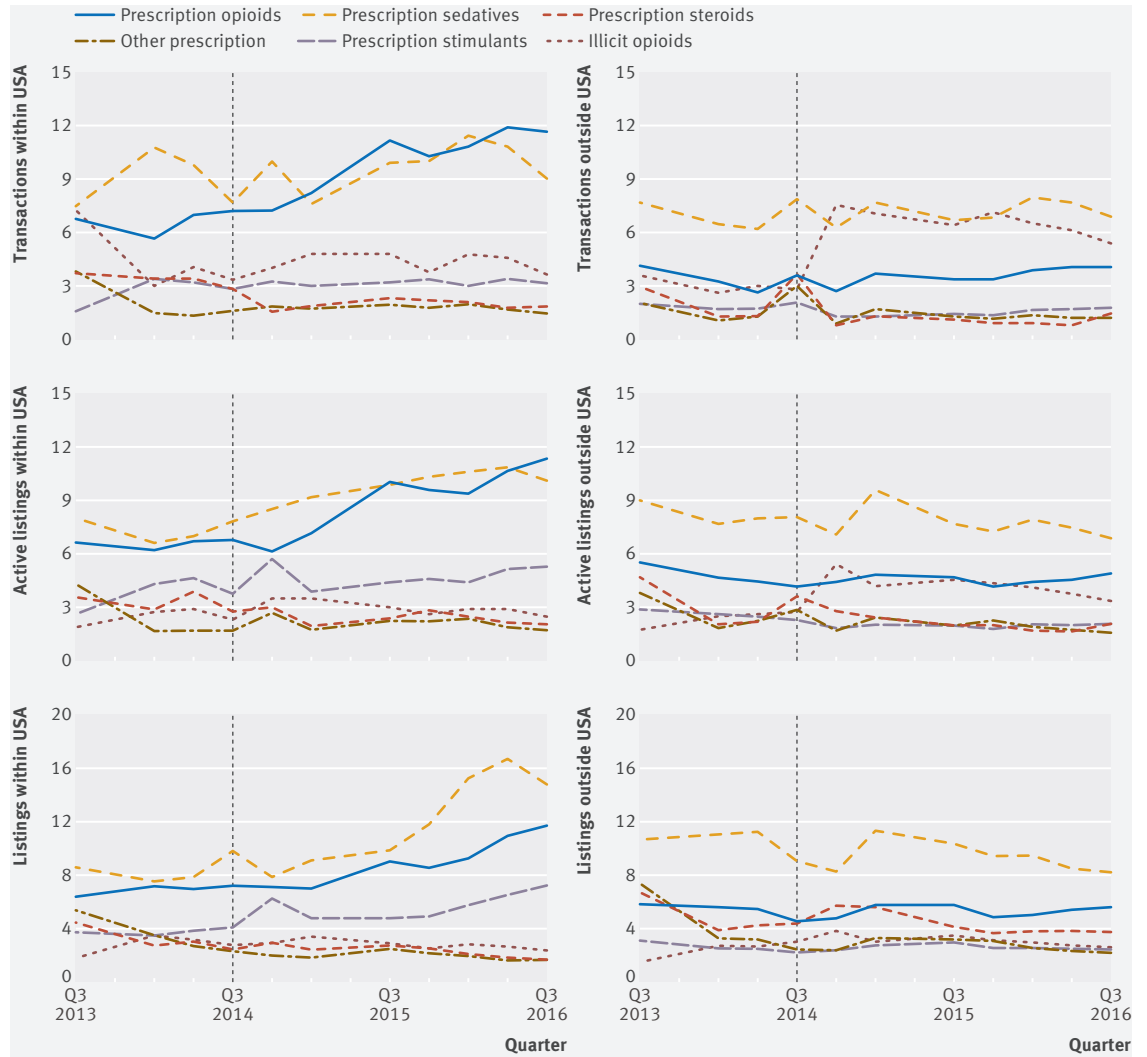 Prescription opioids Prescription sedatives Prescription steroids
Other prescription Prescription stimulants Illicit opioids
Transactions within USA
15
12
9
6
3
0
Transactions outside USA
15
12
9
6
3
0
Active listings within USA
15
12
9
6
3
0
Active listings outside USA
15
12
9
6
3
0
Listings within USA
20
16
12
8
4
0
Q3 Q3 Q3 Q3
2013 2014 2015 2016
Quarter
Listings outside USA
20
16
12
8
4
0
Q3 Q3 Q3 Q3
2013 2014 2015 2016
Quarter